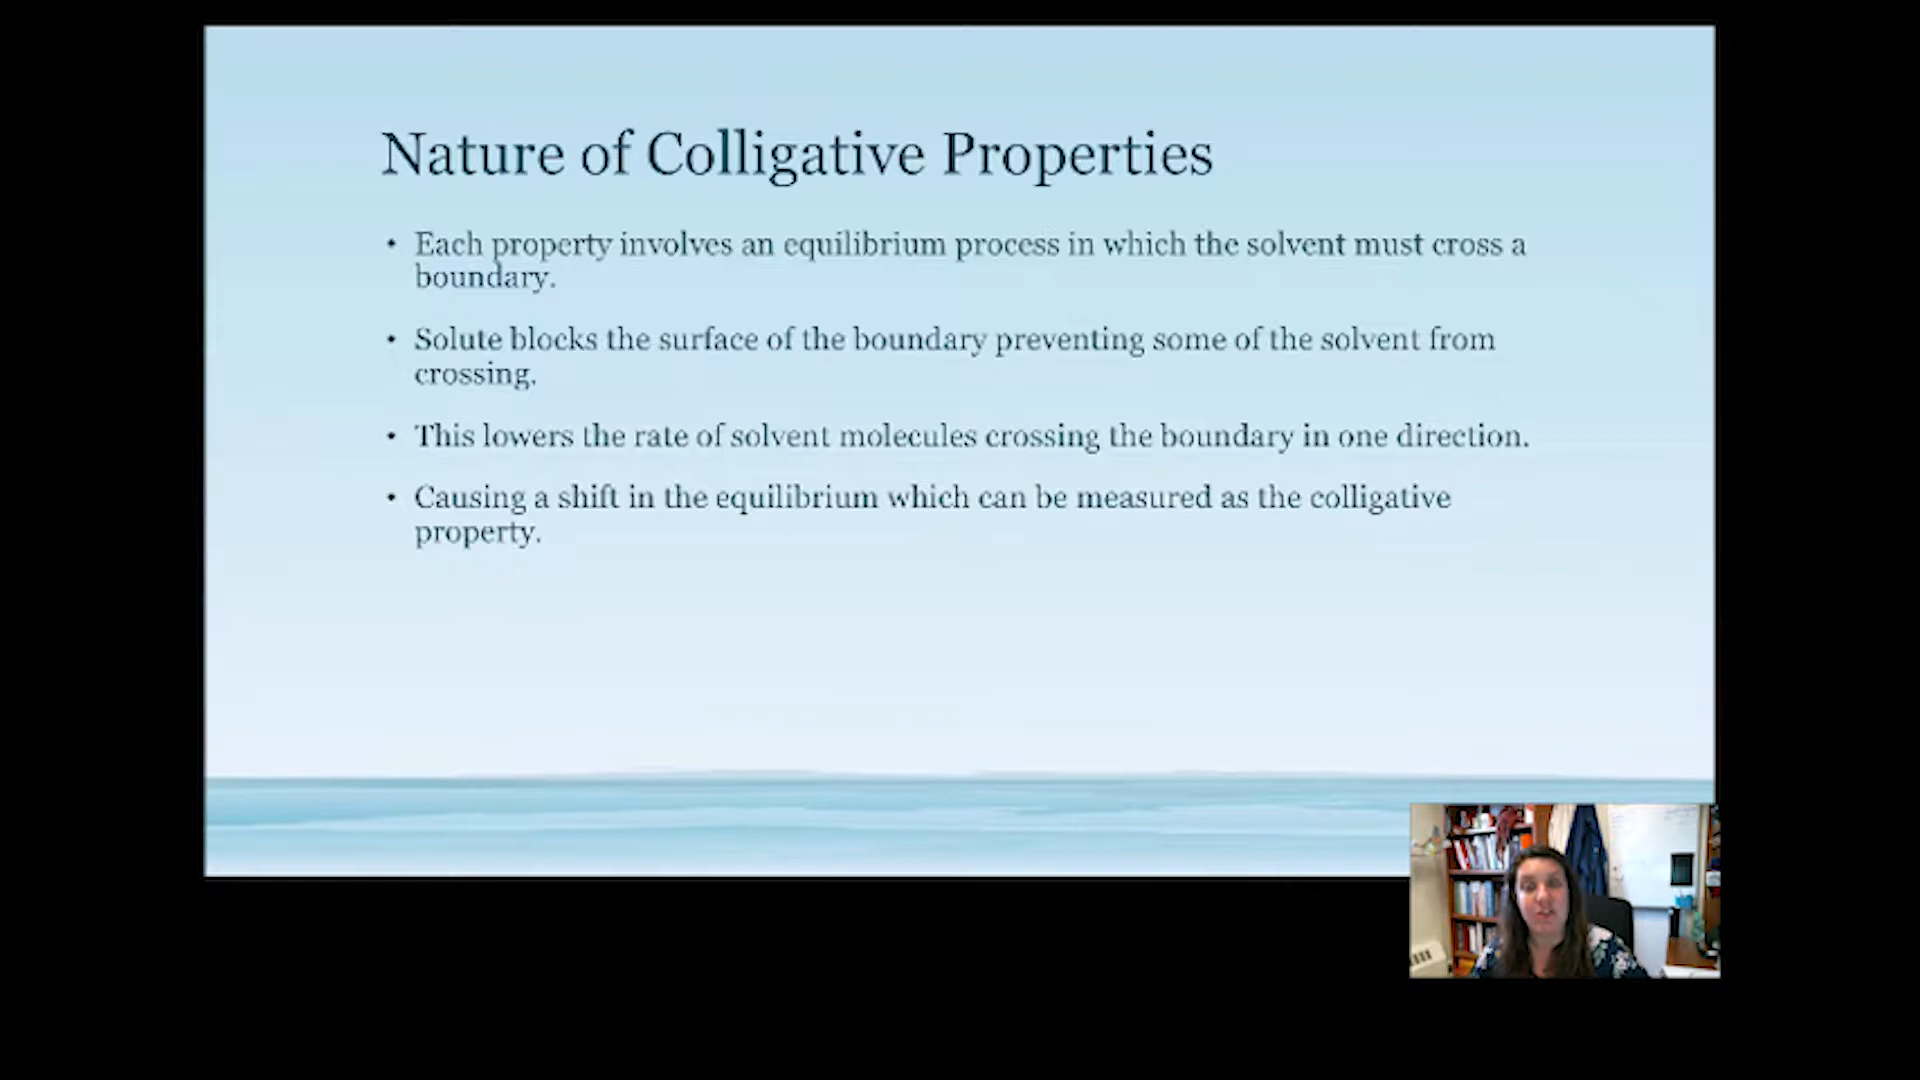 Nature of Colligative Properties
• Each property involves an equilibrium process in which the solvent must cross a
boundary.
• Solute blocks the surface of the boundary preventing some of the solvent from
crossing.
• This lowers the rate of solvent molecules crossing the boundary in one direction.
• Causing a shift in the equilibrium which can be measured as the colligative
property.